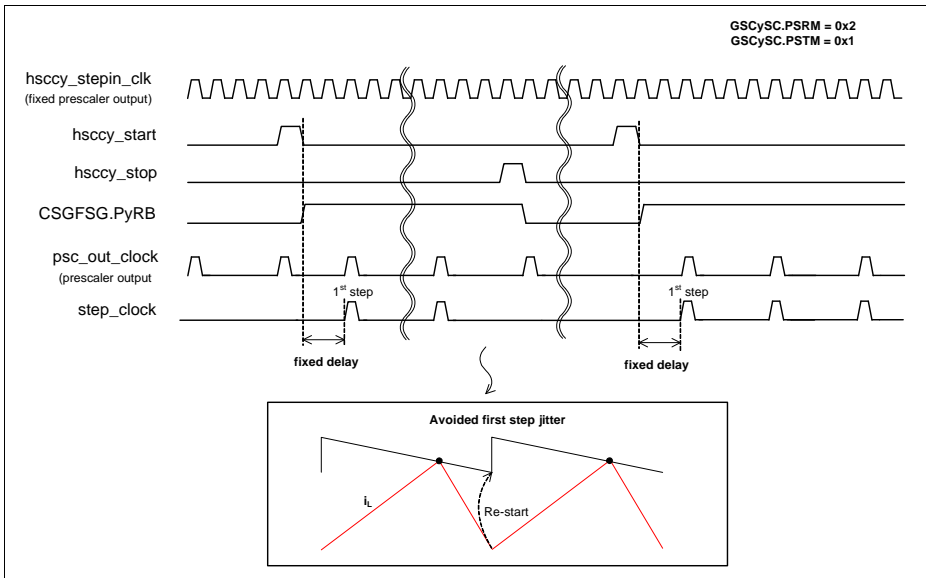 GSCySC.PSRM = 0x2
GSCySC.PSTM = 0x1
hsccy_stepin_clk
(fixed prescaler output)
hsccy_start
hsccy_stop
CSGFSG.PyRB
psc_out_clock
(prescaler output
1st step
1st step
step_clock
fixed delay
fixed delay
Avoided first step jitter
iL
Re-start